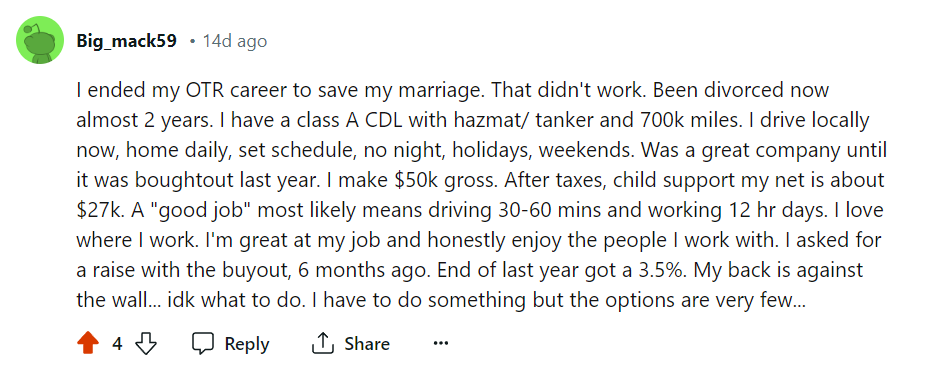 Big_mack59 • 14d ago
I ended my OTR career to save my marriage. That didn't work. Been divorced now
almost 2 years. I have a class A CDL with hazmat/ tanker and 700k miles. I drive locally
now, home daily, set schedule, no night, holidays, weekends. Was a great company until
it was boughtout last year. I make $50k gross. After taxes, child support my net is about
$27k. A "good job" most likely means driving 30-60 mins and working 12 hr days. I love
where I work. I'm great at my job and honestly enjoy the people I work with. I asked for
a raise with the buyout, 6 months ago. End of last year got a 3.5%. My back is against
the wall... idk what to do. I have to do something but the options are very few...
4 Reply Share ...